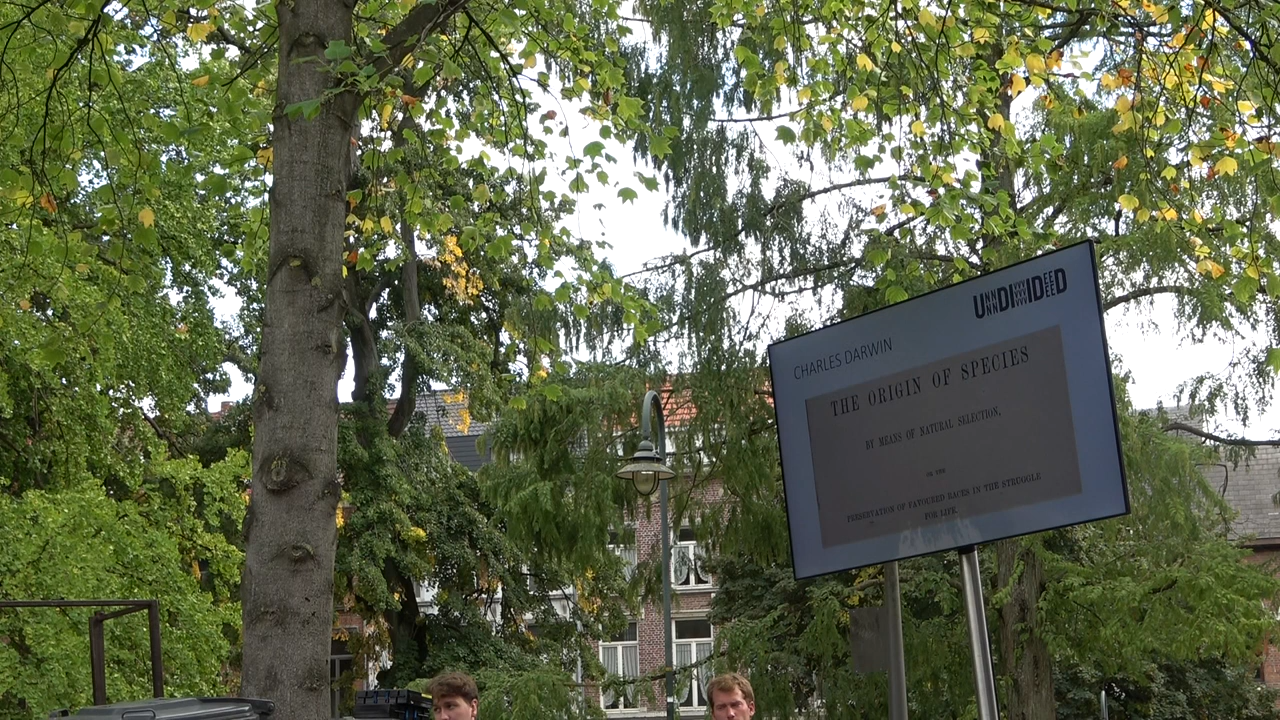 UNNNDIVVVIDEEED
CHARLES DARWIN
THE ORIGIN OF SPECIES
BY MEANS OF NATURAL SELECTION,
OR THE
PRESERVATION OF FAVOURED RACES IN THE STRUGGLE
FOR LIFE.